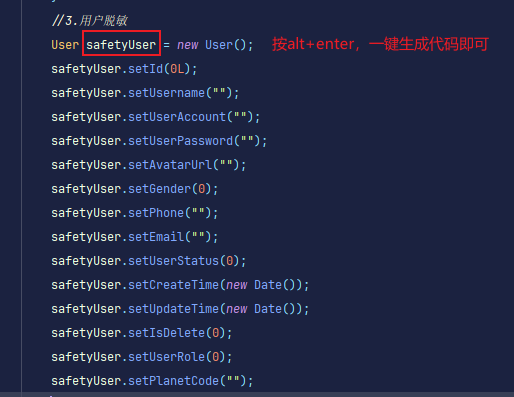 //3.用户脱敏
User safetyUser = new User(); 按alt+enter，一键生成代码即可
safetyUser.setId(0L);
safetyUser.setUsername("");
safetyUser.setUserAccount("");
safetyUser.setUserPassword("");
safetyUser.setAvatarUrl("");
safetyUser.setGender(0);
safetyUser.setPhone("");
safetyUser.setEmail("");
safetyUser.setUserStatus(0);
safetyUser.setCreateTime(new Date());
safetyUser.setUpdateTime(new Date());
safetyUser.setIsDelete(0);
safetyUser.setUserRole(0);
safetyUser.setPlanetCode("");